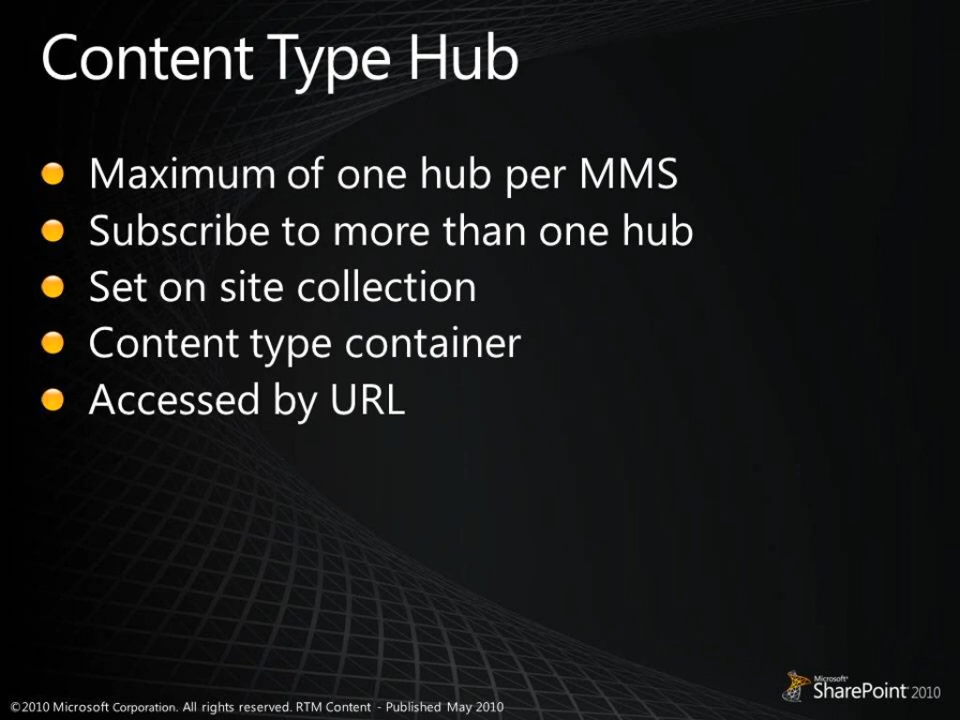 Content Type Hub
Maximum of one hub per MMS
Subscribe to more than one hub
Set on site collection
Content type container
Accessed by URL
Microsoft®
SharePoint® 2010
©2010 Microsoft Corporation. All rights reserved. RTM Content - Published May 2010